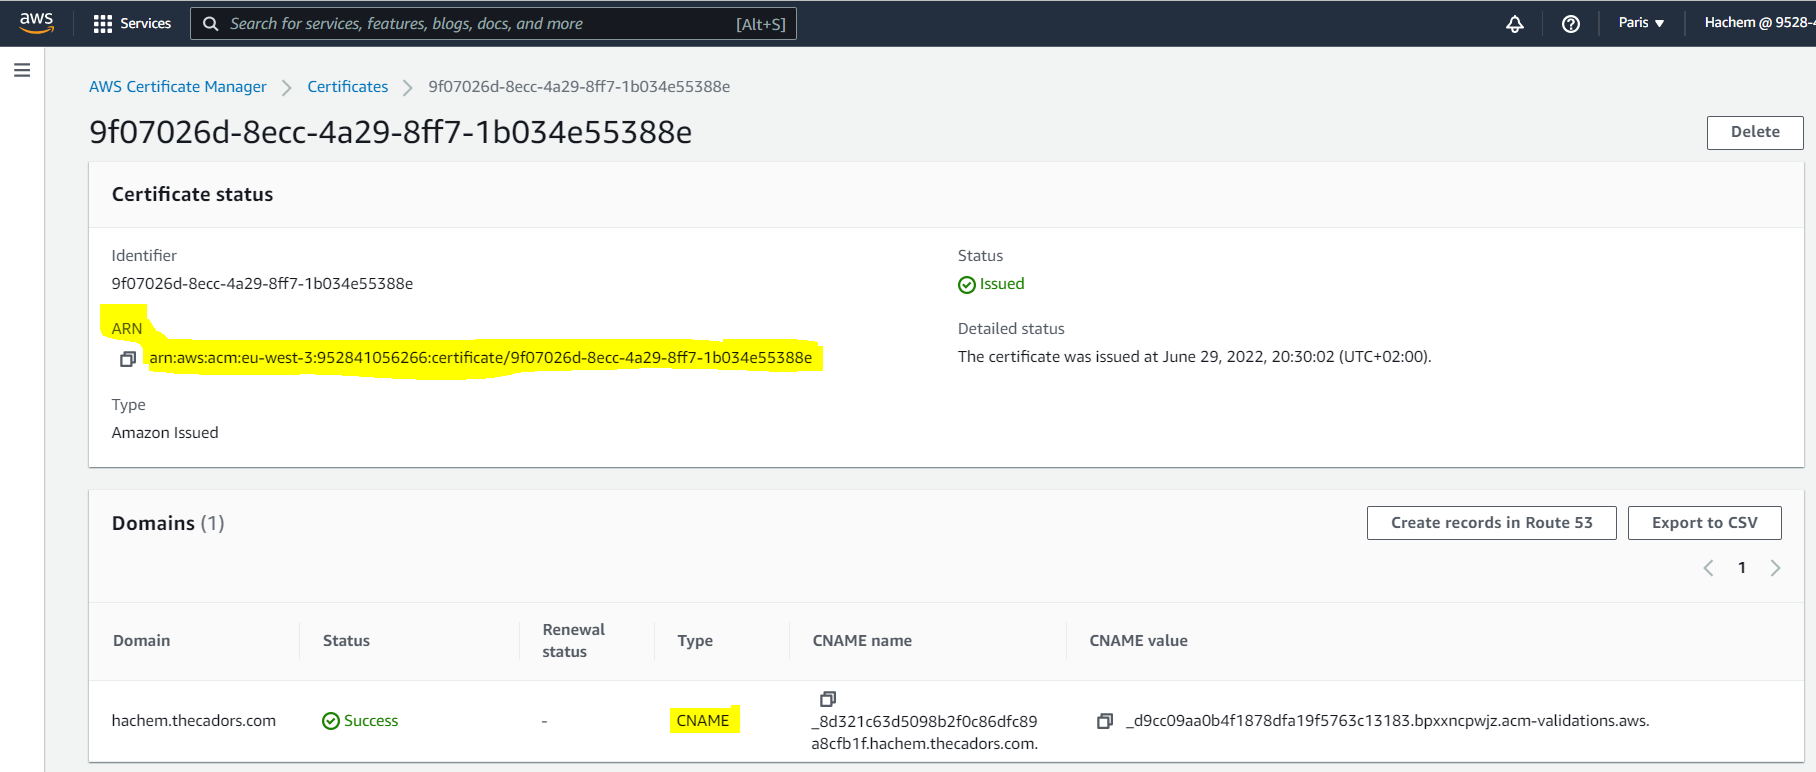 aws
Services
Search for services, features, blogs, docs, and more
[Alt+S]
Paris ▼
Hachem @ 9528-4
AWS Certificate Manager > Certificates > 9f07026d-8ecc-4a29-8ff7-1b034e55388e
9f07026d-8ecc-4a29-8ff7-1b034e55388e
Delete
Certificate status
Identifier
9f07026d-8ecc-4a29-8ff7-1b034e55388e
Status
Issued
ARN
arn:aws:acm:eu-west-3:952841056266:certificate/9f07026d-8ecc-4a29-8ff7-1b034e55388e
Detailed status
The certificate was issued at June 29, 2022, 20:30:02 (UTC+02:00).
Type
Amazon Issued
Domains (1)
Create records in Route 53
Export to CSV
< 1 >
Domain
Status
Renewal
status
Type
CNAME name
CNAME value
hachem.thecadors.com
Success
-
CNAME
_8d321c63d5098b2f0c86dfc89
a8cfb1f.hachem.thecadors.com.
_d9cc09aa0b4f1878dfa19f5763c13183.bpxxncpwjz.acm-validations.aws.